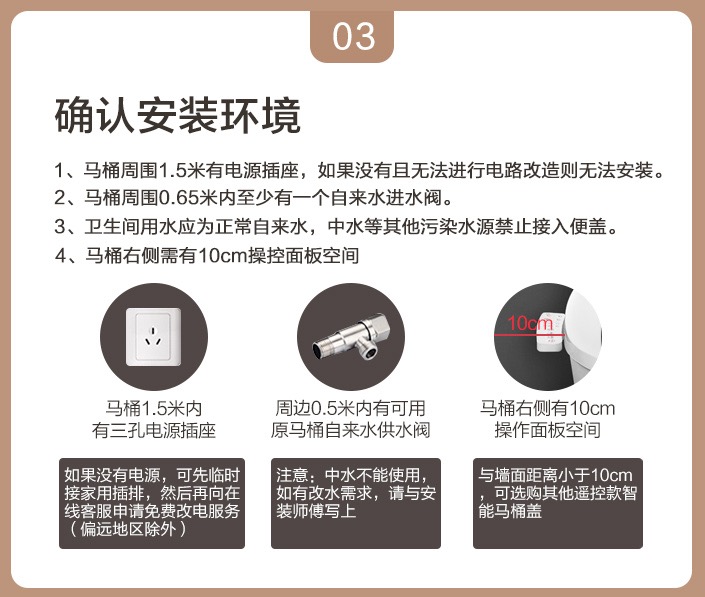 03
确认安装环境
1、马桶周围1.5米有电源插座，如果没有且无法进行电路改造则无法安装。
2、马桶周围0.65米内至少有一个自来水进水阀。
3、卫生间用水应为正常自来水，中水等其他污染水源禁止接入便盖。
4、马桶右侧需有10cm操控面板空间
10cm
马桶1.5米内
有三孔电源插座
周边0.5米内有可用
原马桶自来水供水阀
马桶右侧有10cm
操作面板空间
如果没有电源，可先临时
接家用插排，然后再向在
线客服申请免费改电服务
（偏远地区除外）
注意：中水不能使用，
如有改水需求，请与安
装师傅写上
与墙面距离小于10cm
，可选购其他遥控款智
能马桶盖